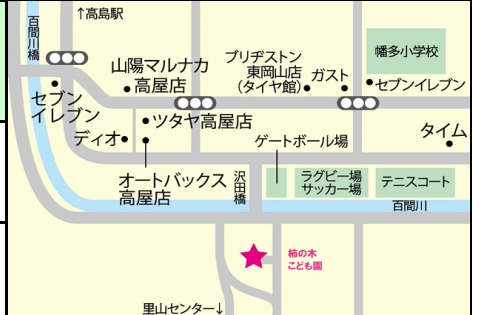 ↑高島駅
百間川橋
幡多小学校
山陽マルナカ
高屋店
ブリヂストン
東岡山店
(タイヤ館)
ガスト
セブンイレブン
セブン
イレブン
ツタヤ高屋店
ディオ
ゲートボール場
タイム
オートバックス
高屋店
沢田橋
ラグビー場
サッカー場
テニスコート
百間川
柿の木
こども園
里山センター↓